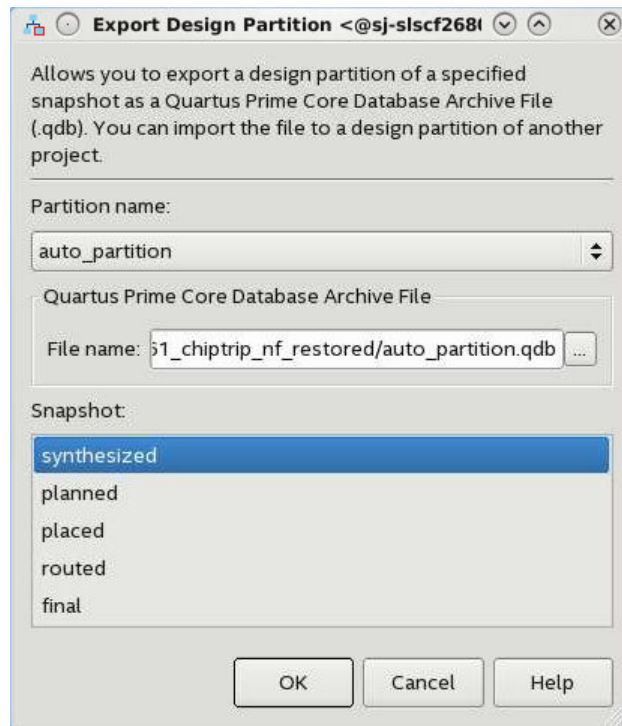 Export Design Partition <@sj-slscf268(
Allows you to export a design partition of a specified
snapshot as a Quartus Prime Core Database Archive File
(.qdb). You can import the file to a design partition of another
project.
Partition name:
auto_partition
Quartus Prime Core Database Archive File
File name: 51_chiptrip_nf_restored/auto_partition.qdb ...
Snapshot:
synthesized
planned
placed
routed
final
OK Cancel Help